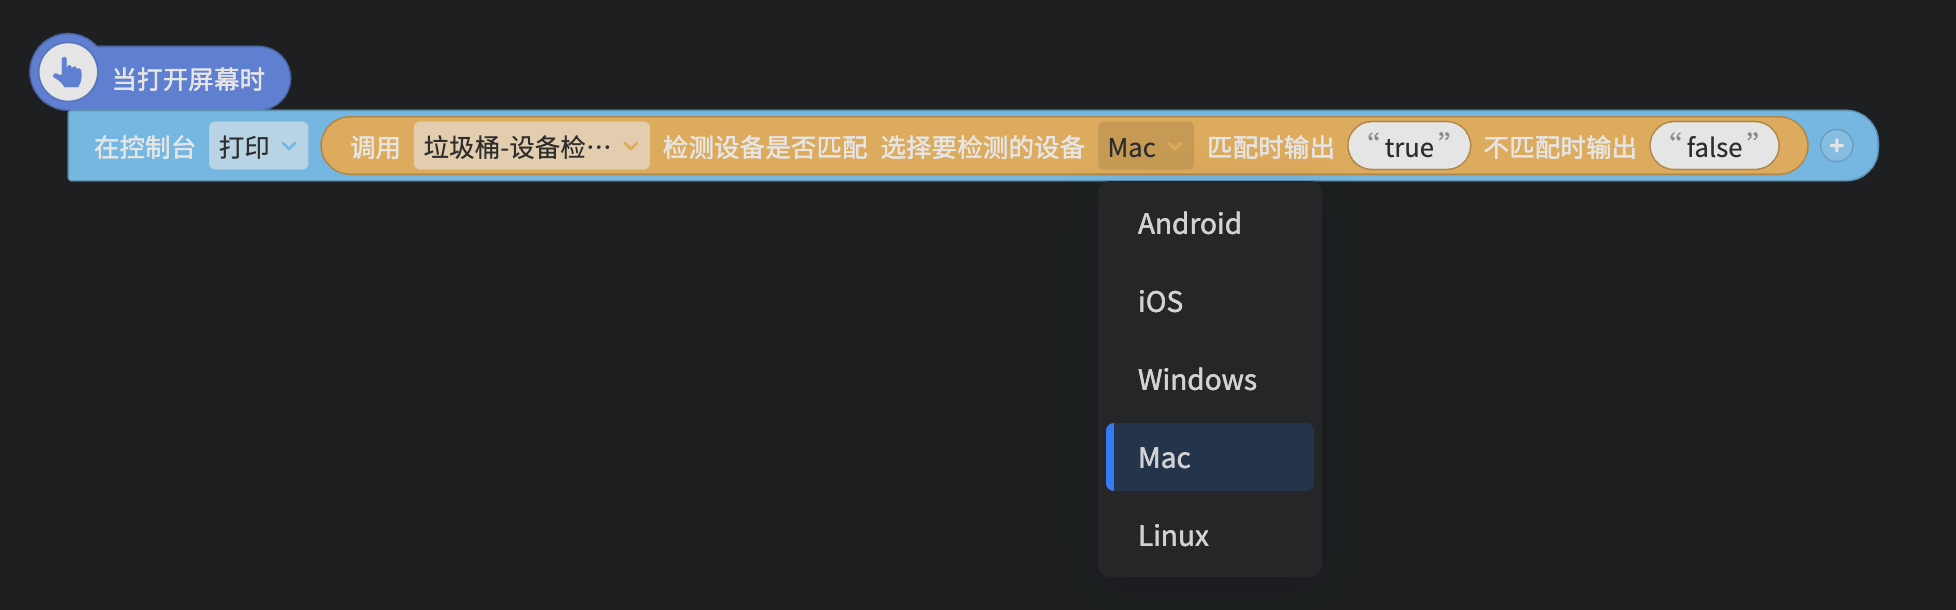 当打开屏幕时
在控制台 打印 调用 垃圾桶-设备检… 检测设备是否匹配 选择要检测的设备 Mac 匹配时输出 “true” 不匹配时输出 “false” +
Android
iOS
Windows
Mac
Linux